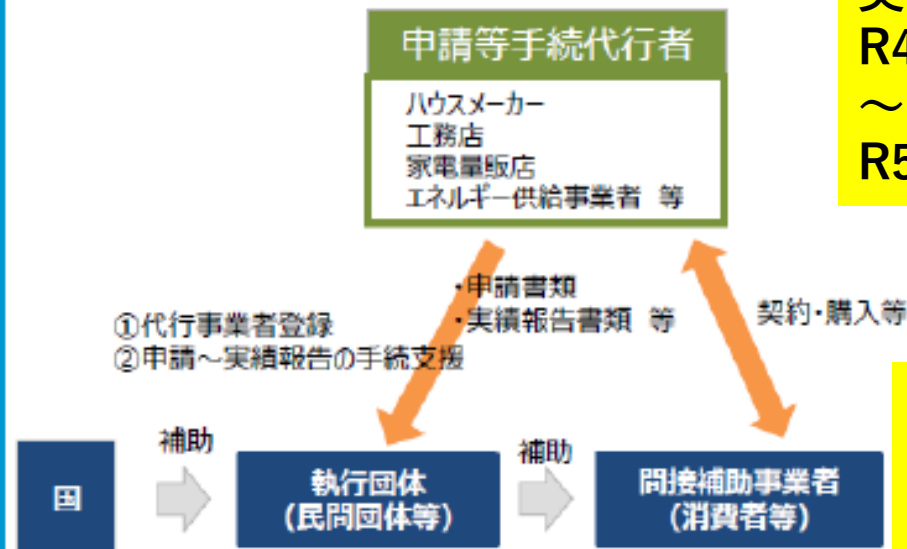 申請等手続代行者
ハウスメーカー
工務店
家電量販店
エネルギー供給事業者 等
R4
～
R5
・申請書類
・実績報告書類 等
契約・購入等
①代行事業者登録
②申請～実績報告の手続支援
国
補助
執行団体
(民間団体等)
補助
間接補助事業者
(消費者等)